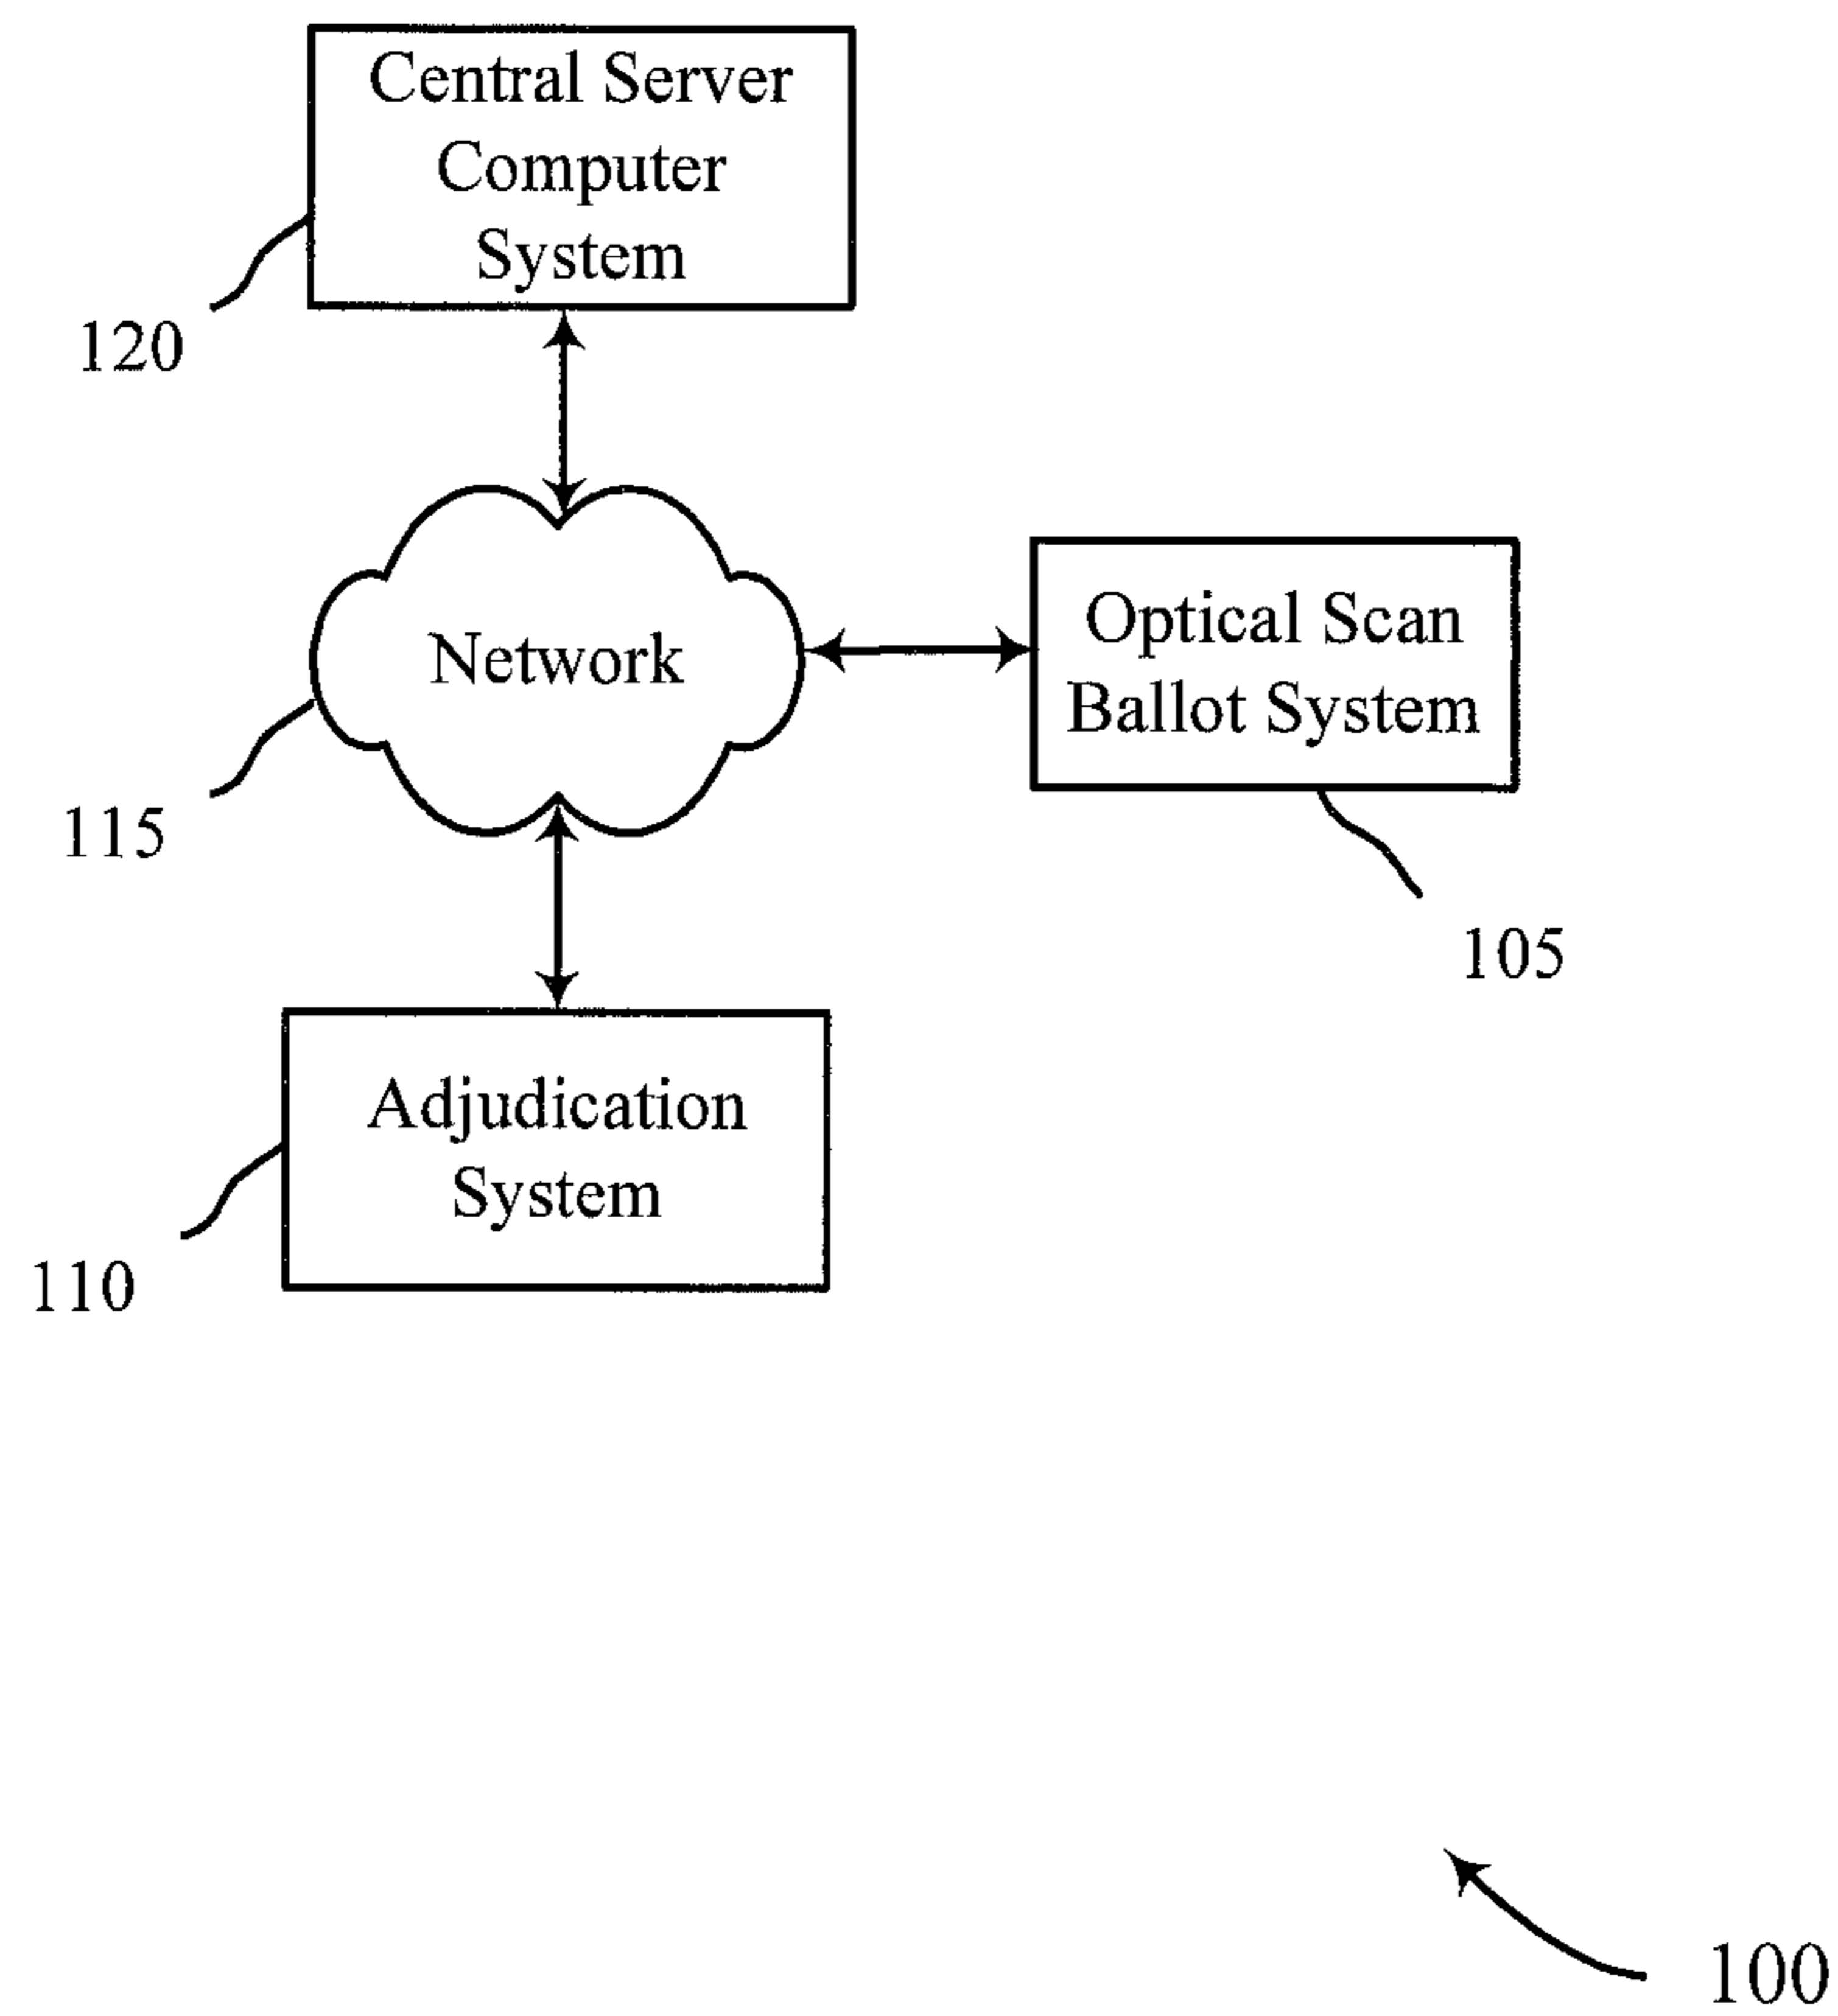 Central Server
Computer
System
120
Network
Optical Scan
Ballot System
115
105
Adjudication
System
110
100